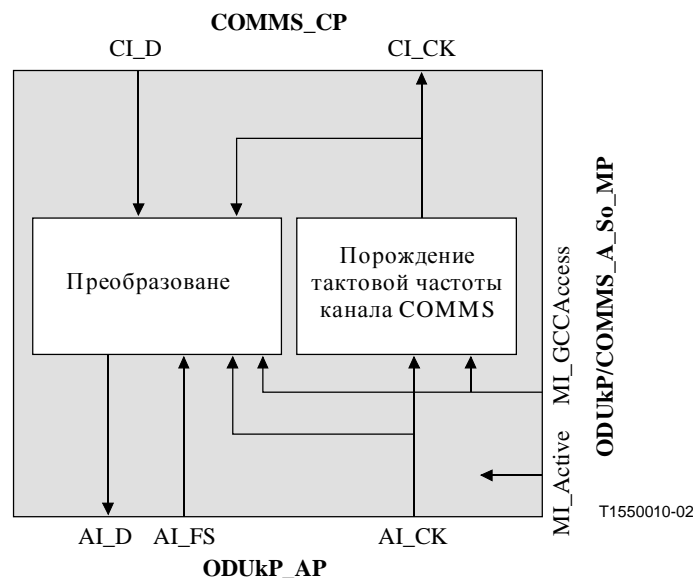 COMMS_CP
CI_D CI_CK
Преобразоване
Порождение
тактовой частоты
канала COMMS
MI_GCCAccess
MI_Active
ODUkP/COMMS_A_So_MP
T1550010-02
AI_D AI_FS AI_CK
ODUkP_AP